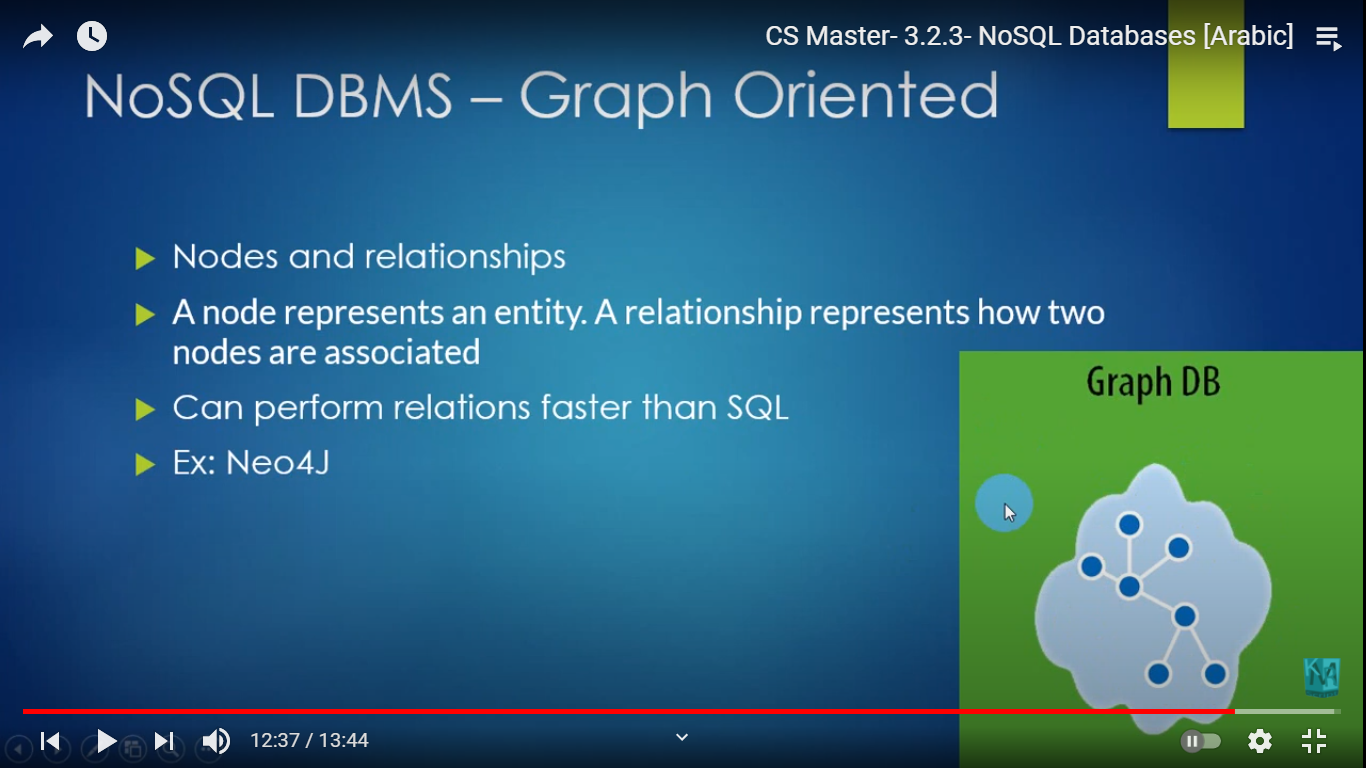 CS Master- 3.2.3- NoSQL Databases [Arabic]
NoSQL DBMS – Graph Oriented
Nodes and relationships
A node represents an entity. A relationship represents how two
nodes are associated
Can perform relations faster than SQL
Ex: Neo4J
Graph DB
12:37 / 13:44